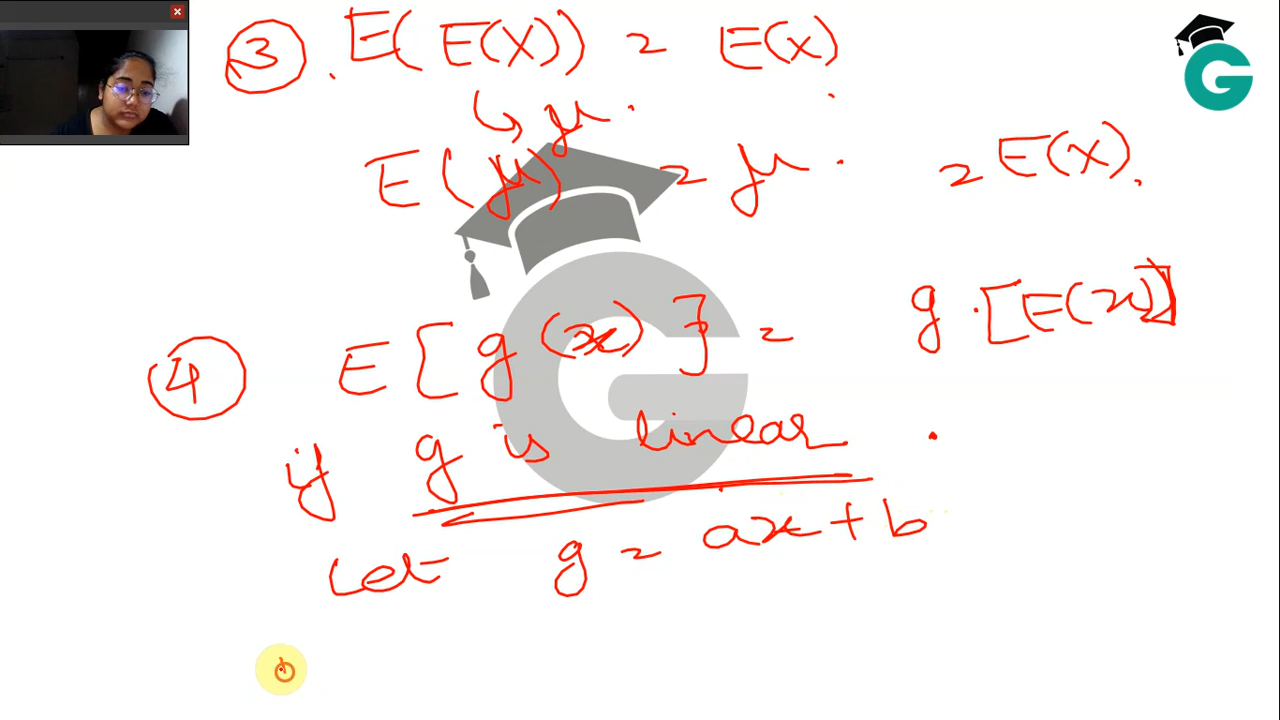 ③. E(E(X)) = E(x)
↳ μ.
E(μ) = μ. = E(x).
④ E[g(x)] = g.[E(x)]
if g is linear.
Let g = ax + b
G